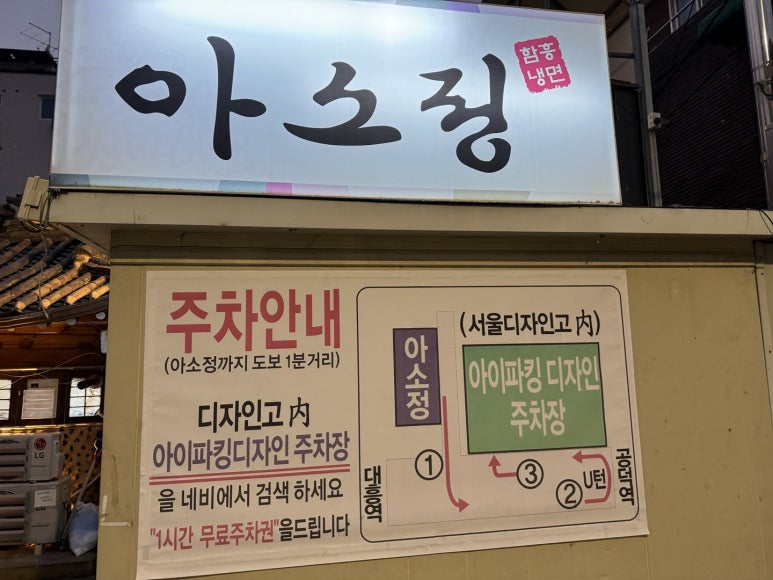 아소정
함흥
냉면
주차안내
(아소정까지 도보 1분거리)
디자인고 内
아이파킹디자인 주차장
을 네비에서 검색 하세요
"1시간 무료주차권"을드립니다
(서울디자인고 内)
아소정
아이파킹 디자인
주차장
①
③
②
U턴
대흥역
공덕역
LG